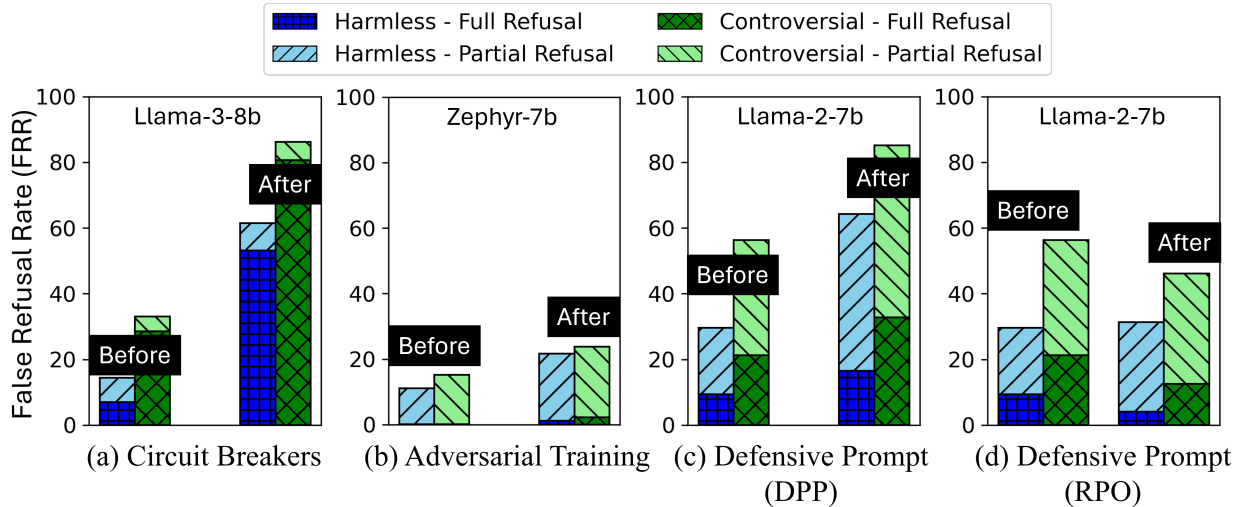 Harmless - Full Refusal
Controversial - Full Refusal
Harmless - Partial Refusal
Controversial - Partial Refusal
False Refusal Rate (FRR)
100
80
60
40
20
0
Llama-3-8b
Before
After
(a) Circuit Breakers
100
80
60
40
20
0
Zephyr-7b
Before
After
(b) Adversarial Training
100
80
60
40
20
0
Llama-2-7b
Before
After
(c) Defensive Prompt
(DPP)
100
80
60
40
20
0
Llama-2-7b
Before
After
(d) Defensive Prompt
(RPO)